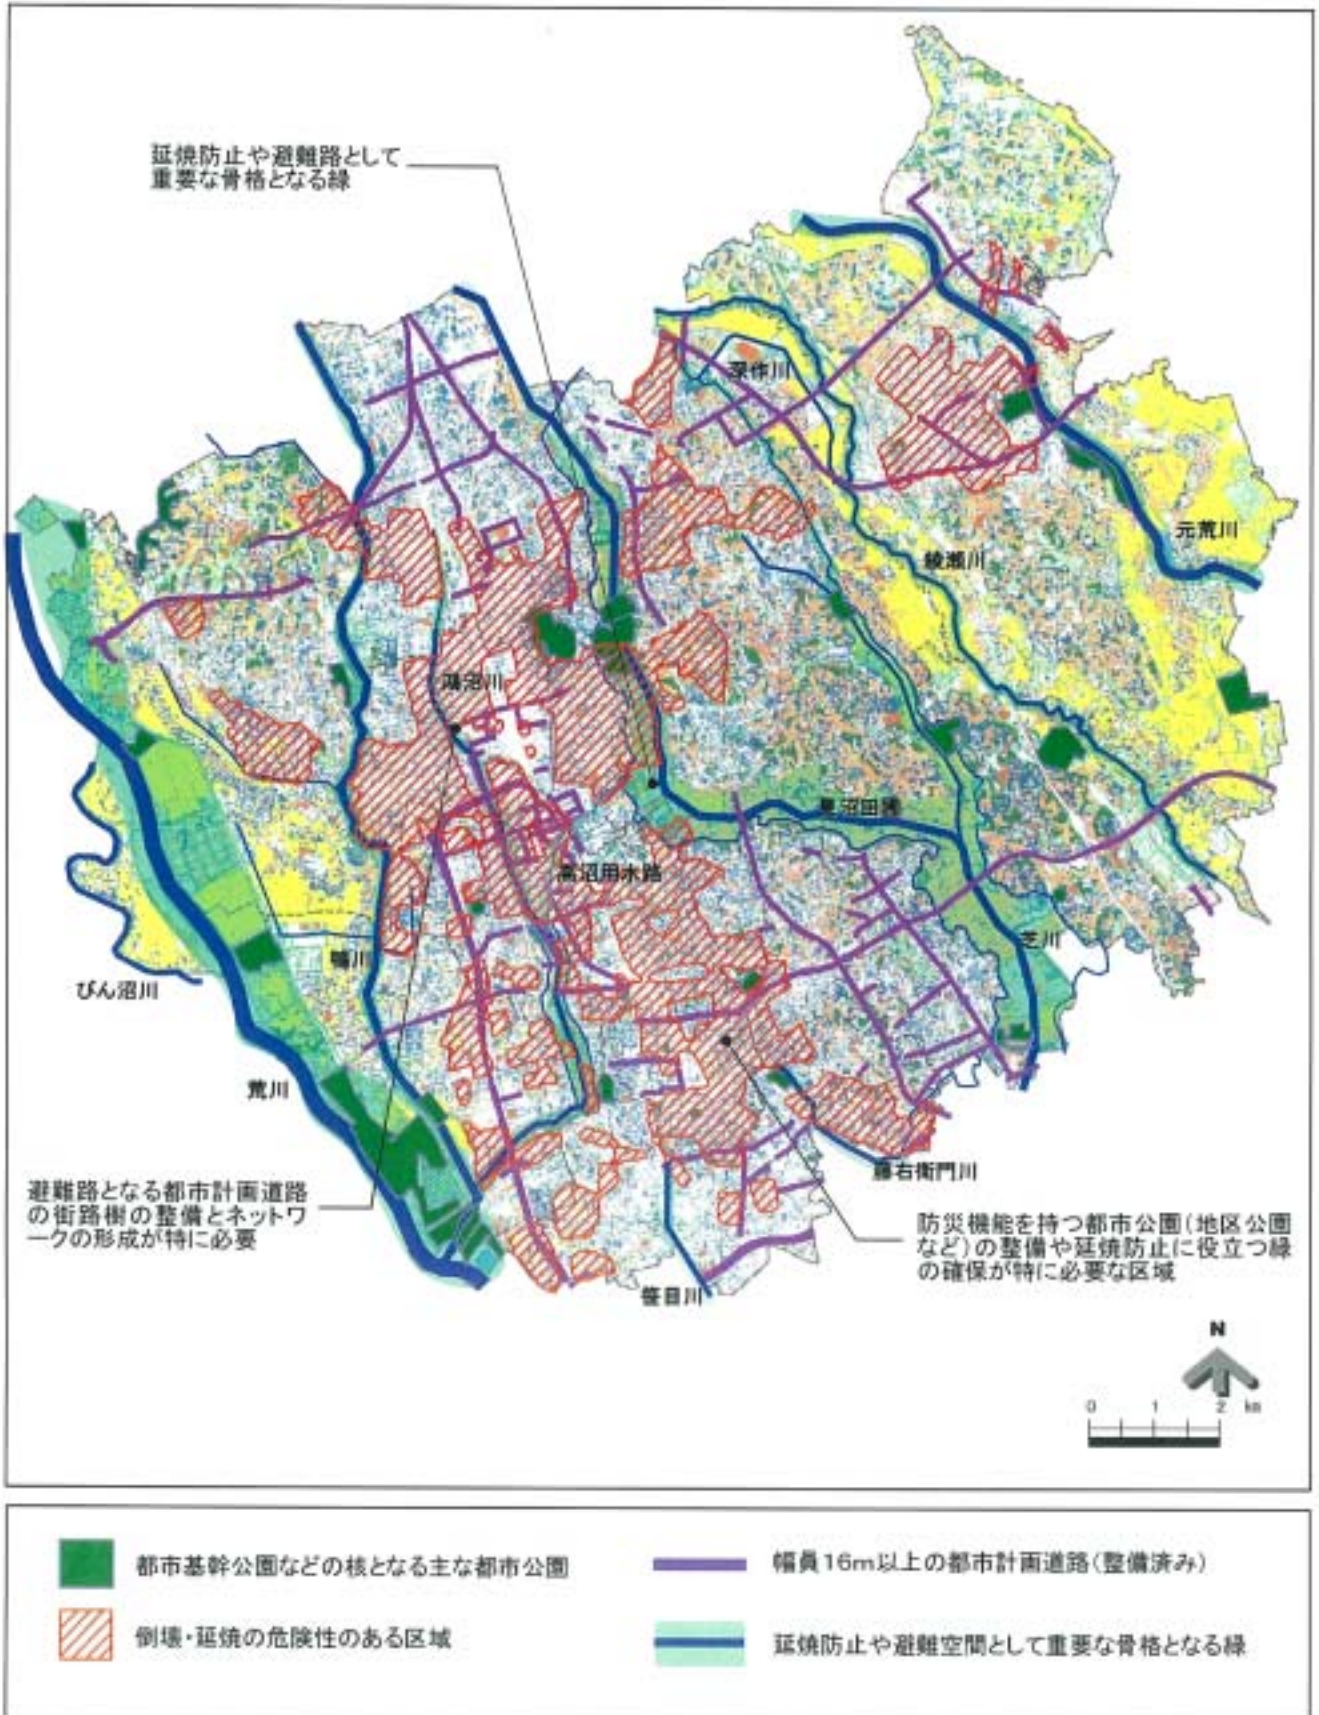 延焼防止や避難路として
重要な骨格となる緑
深作川
元荒川
綾瀬川
鴻沼川
見沼田圃
高沼用水路
芝川
鴨川
びん沼川
荒川
藤右衛門川
避難路となる都市計画道路
の街路樹の整備とネットワ
ークの形成が特に必要
防災機能を持つ都市公園(地区公園
など)の整備や延焼防止に役立つ緑
の確保が特に必要な区域
笹目川
N
0 1 2 km
都市基幹公園などの核となる主な都市公園
幅員16m以上の都市計画道路(整備済み)
倒壊・延焼の危険性のある区域
延焼防止や避難空間として重要な骨格となる緑